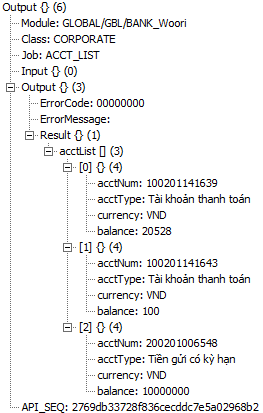 Output {} (6)
Module: GLOBAL/GBL/BANK_Woori
Class: CORPORATE
Job: ACCT_LIST
Input {} (0)
Output {} (3)
ErrorCode: 00000000
ErrorMessage:
Result {} (1)
acctList [] (3)
[0] {} (4)
acctNum: 100201141639
acctType: Tài khoản thanh toán
currency: VND
balance: 20528
[1] {} (4)
acctNum: 100201141643
acctType: Tài khoản thanh toán
currency: VND
balance: 100
[2] {} (4)
acctNum: 200201006548
acctType: Tiền gửi có kỳ hạn
currency: VND
balance: 10000000
API_SEQ: 2769db33728f836cecddc7e5a02968b2